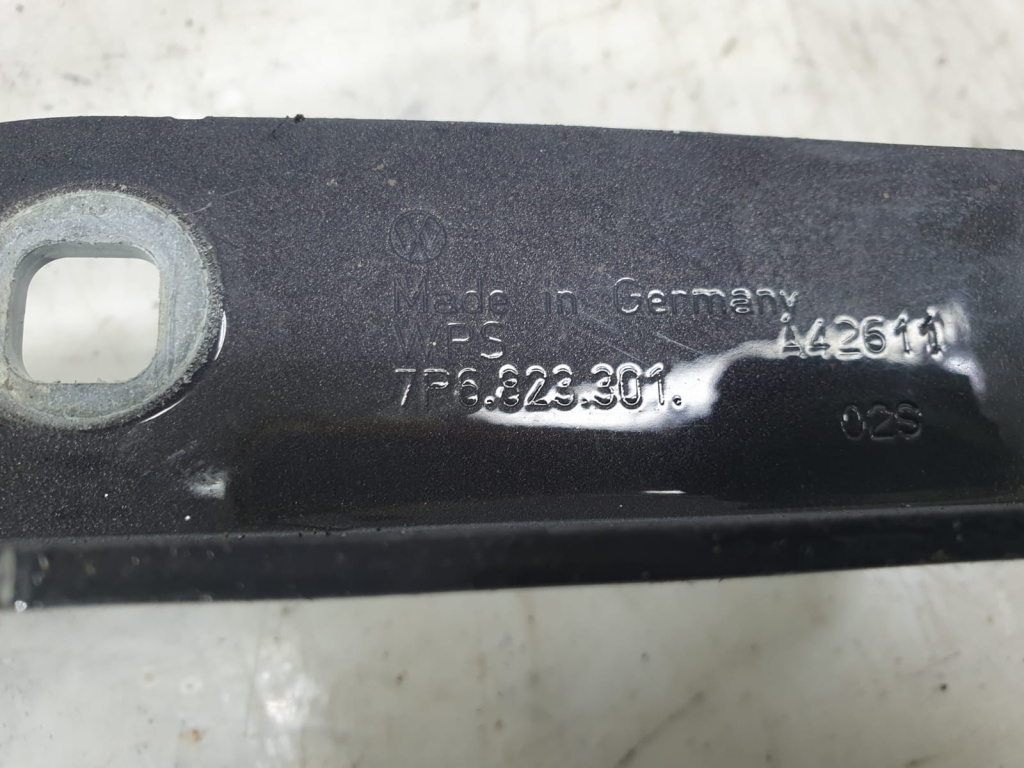 Made in Germany
WPS A42611
7P6.823.301.
02S